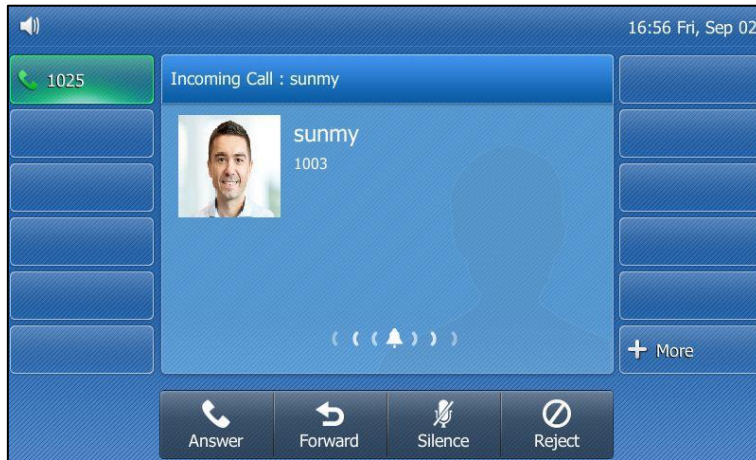 16:56 Fri, Sep 02
1025
Incoming Call : sunmy
sunmy
1003
More
Answer
Forward
Silence
Reject